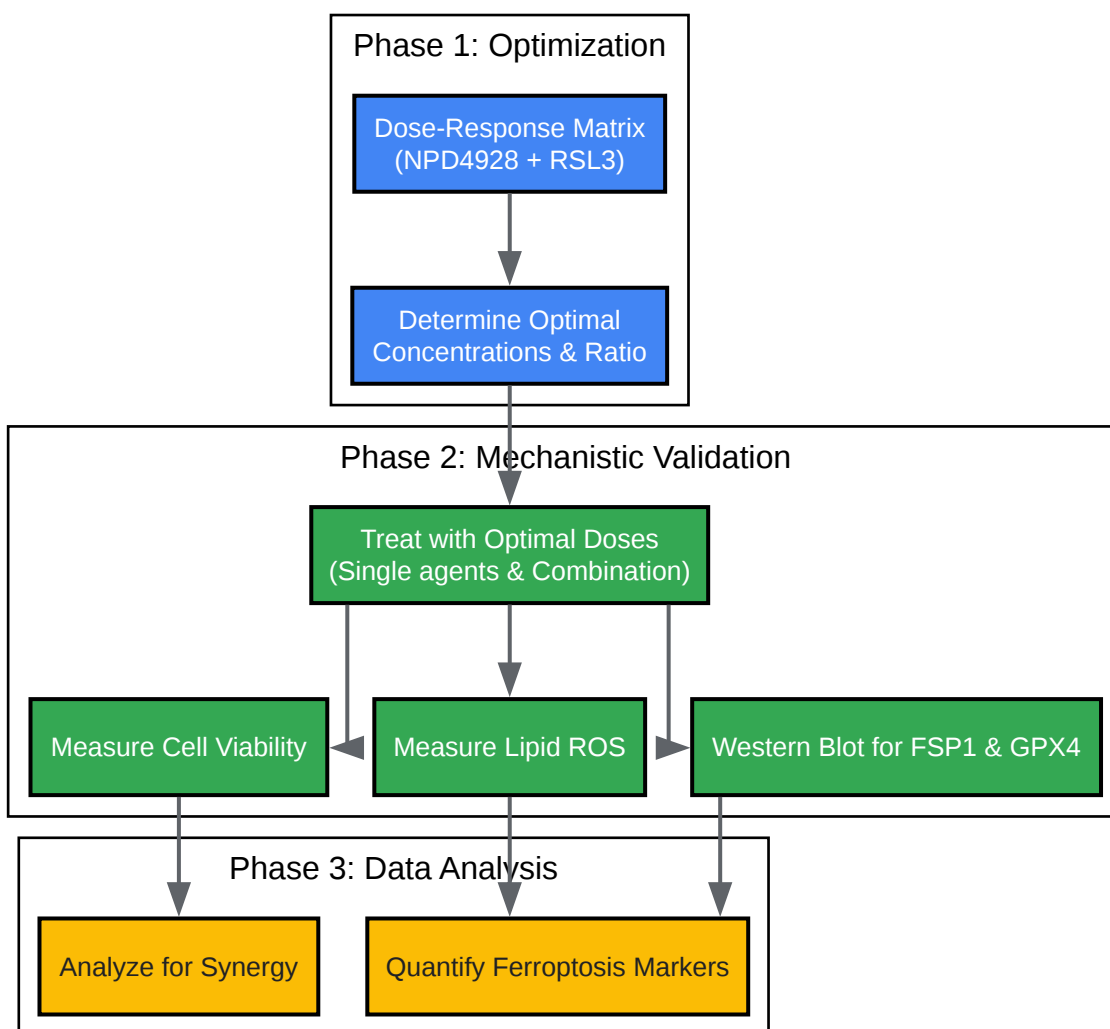 Phase 1: Optimization
Dose-Response Matrix
(NPD4928 + RSL3)
Determine Optimal
Concentrations & Ratio
Phase 2: Mechanistic Validation
Treat with Optimal Doses
(Single agents & Combination)
Measure Cell Viability
Measure Lipid ROS
Western Blot for FSP1 & GPX4
Phase 3: Data Analysis
Analyze for Synergy
Quantify Ferroptosis Markers